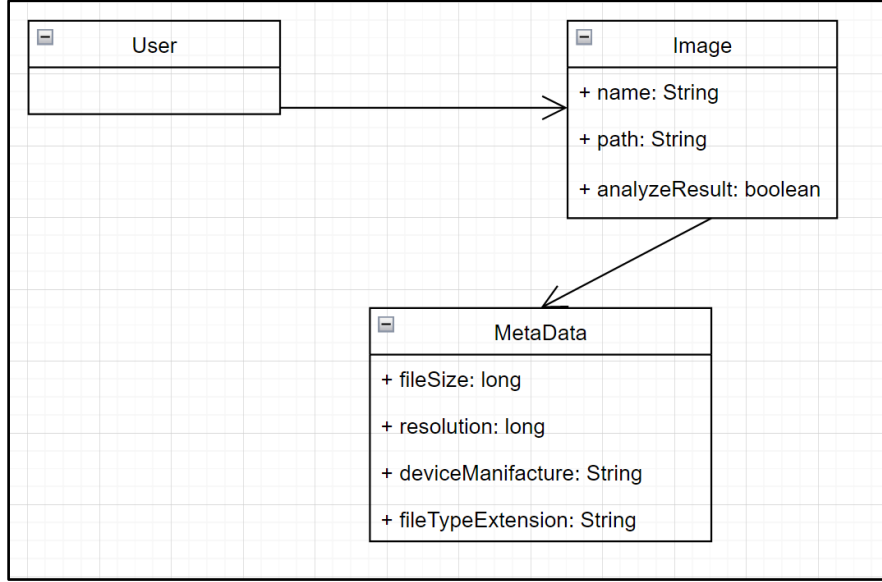 User
Image
+ name: String
+ path: String
+ analyzeResult: boolean
MetaData
+ fileSize: long
+ resolution: long
+ deviceManifacture: String
+ fileTypeExtension: String